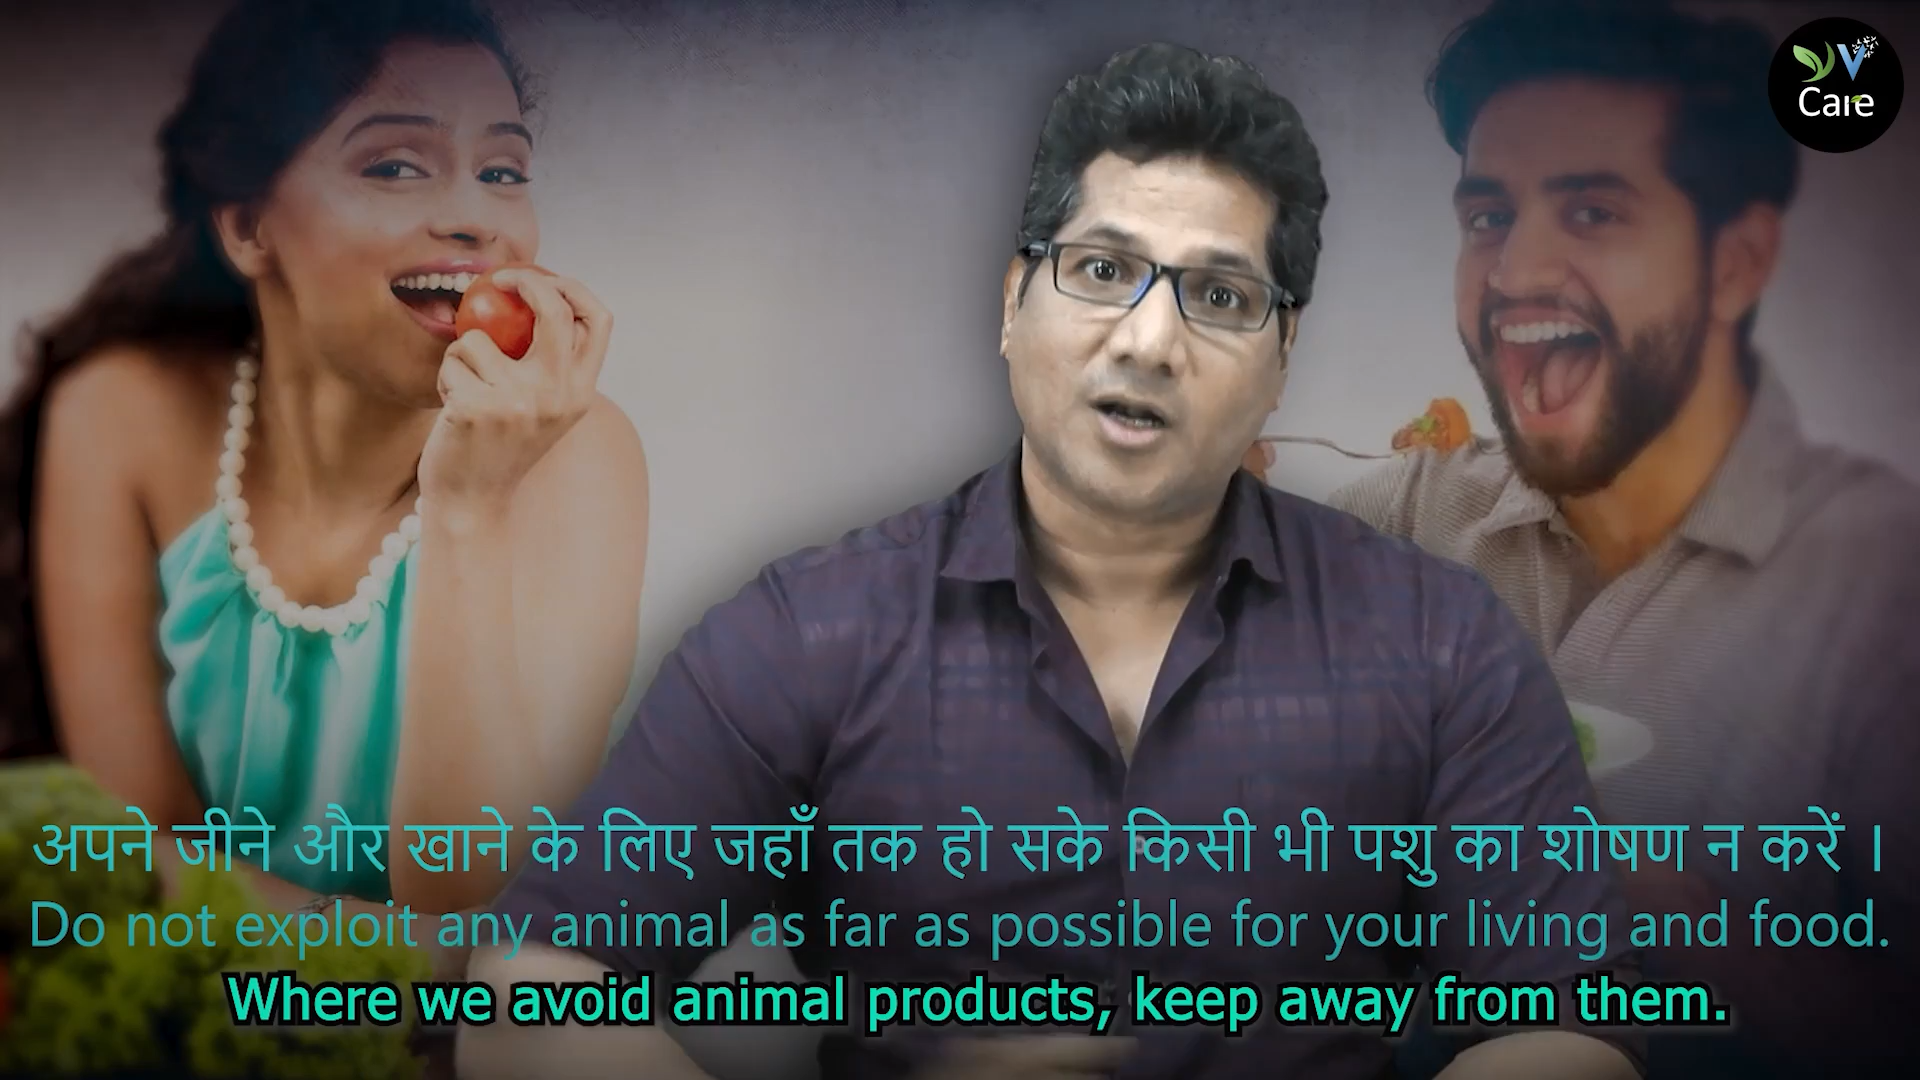 V
Care
अपने जीने और खाने के लिए जहाँ तक हो सके किसी भी पशु का शोषण न करें ।
Do not exploit any animal as far as possible for your living and food.
Where we avoid animal products, keep away from them.